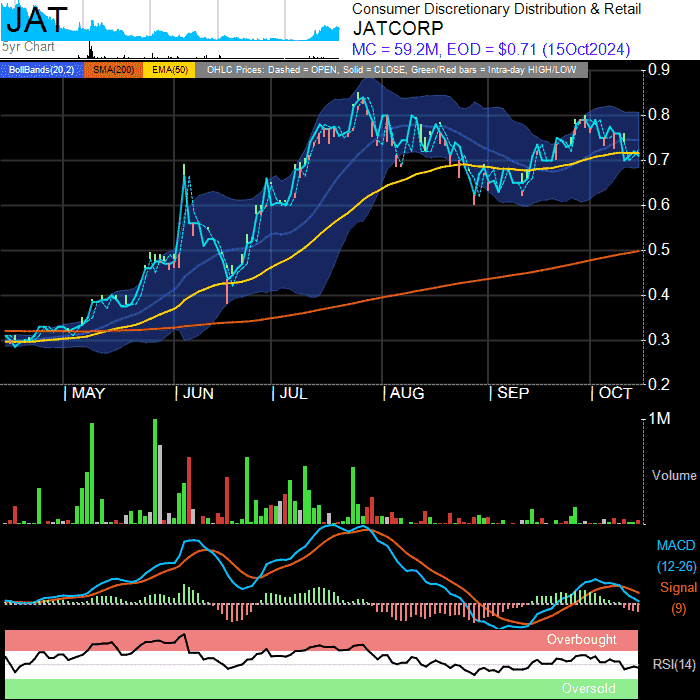 JAT
5yr Chart
Consumer Discretionary Distribution & Retail
JATCORP
MC = 59.2M, EOD = $0.71 (15Oct2024)
BollBands(20,2) SMA(200) EMA(50) OHLC Prices: Dashed = OPEN, Solid = CLOSE, Green/Red bars = Intra-day HIGH/LOW
0.9
0.8
0.7
0.6
0.5
0.4
0.3
0.2
MAY JUN JUL AUG SEP OCT
1M
Volume
MACD
(12-26)
Signal
(9)
Overbought
RSI(14)
Oversold